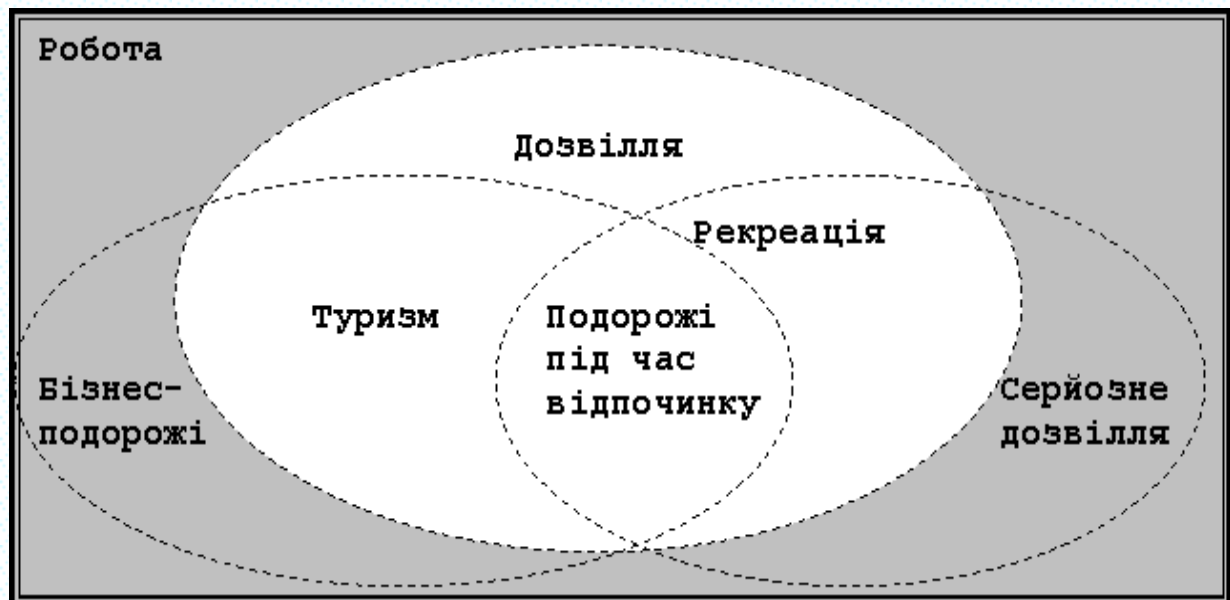 Робота
Дозвілля
Рекреація
Туризм
Подорожі
під час
відпочинку
Бізнес-
подорожі
Серйозне
дозвілля